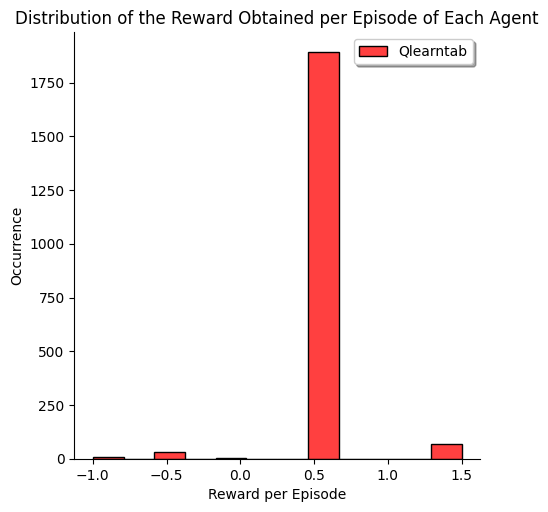 Distribution of the Reward Obtained per Episode of Each Agent
Qlearntab
1750
1500
1250
1000
750
500
250
0
Occurrence
−1.0 −0.5 0.0 0.5 1.0 1.5
Reward per Episode